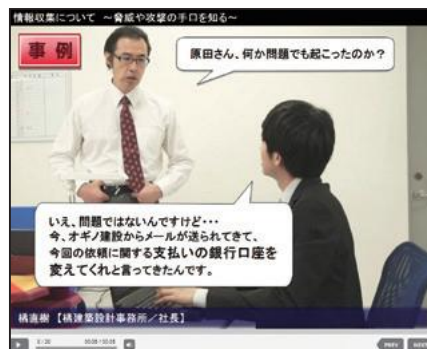 情報収集について ～脅威や攻撃の手口を知る～
事例
原田さん、何か問題でも起こったのか？
いえ、問題ではないんですけど・・・
今、オギノ建設からメールが送られてきて、
今回の依頼に関する支払いの銀行口座を
変えてくれと言ってきたんです。
橘直樹 【橘建築設計事務所／社長】
PREV
NEXT